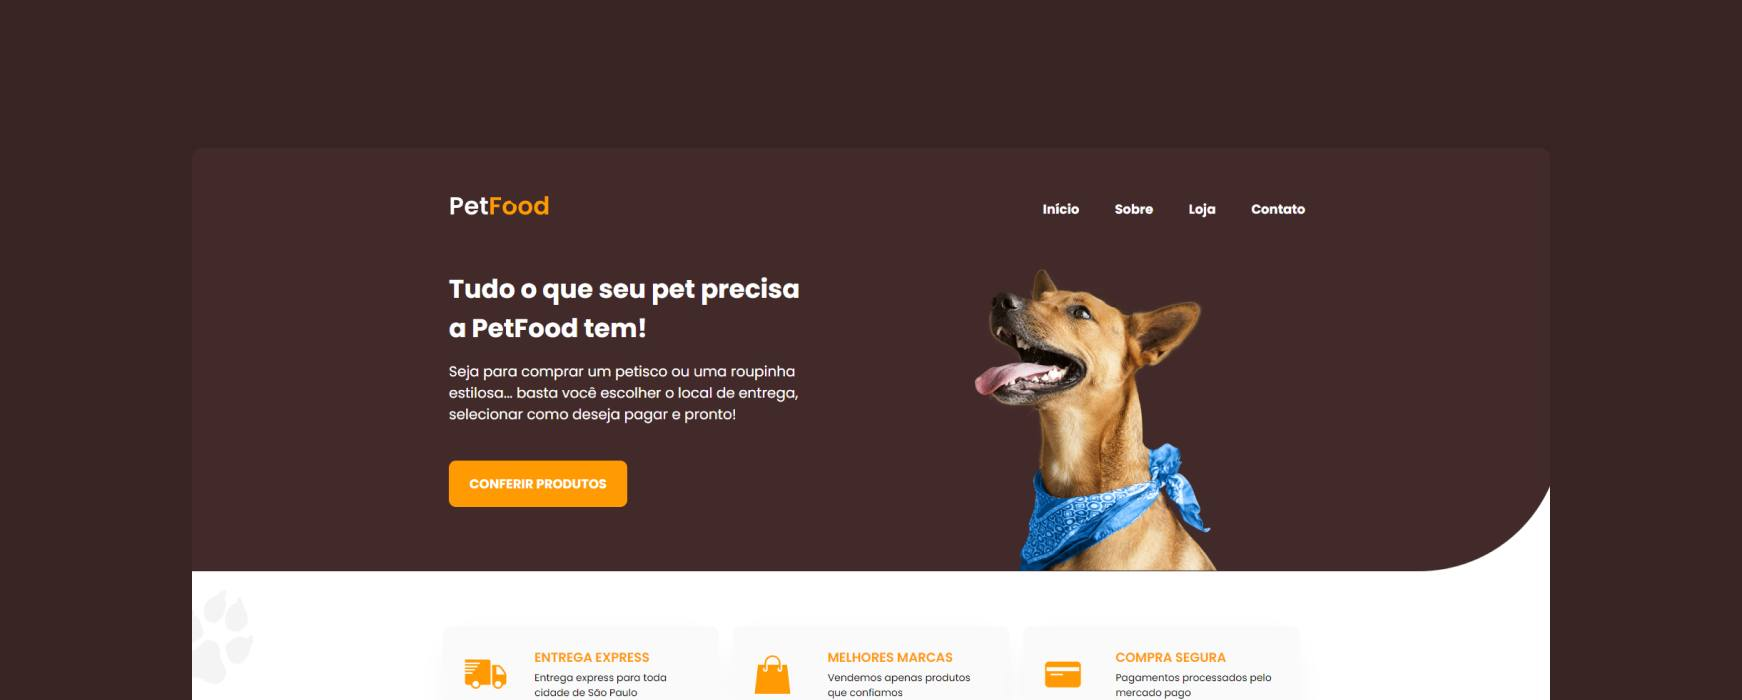 PetFood
Início Sobre Loja Contato
Tudo o que seu pet precisa
a PetFood tem!
Seja para comprar um petisco ou uma roupinha
estilosa... basta você escolher o local de entrega,
selecionar como deseja pagar e pronto!
CONFERIR PRODUTOS
ENTREGA EXPRESS
Entrega express para toda
cidade de São Paulo
MELHORES MARCAS
Vendemos apenas produtos
que confiamos
COMPRA SEGURA
Pagamentos processados pelo
mercado pago